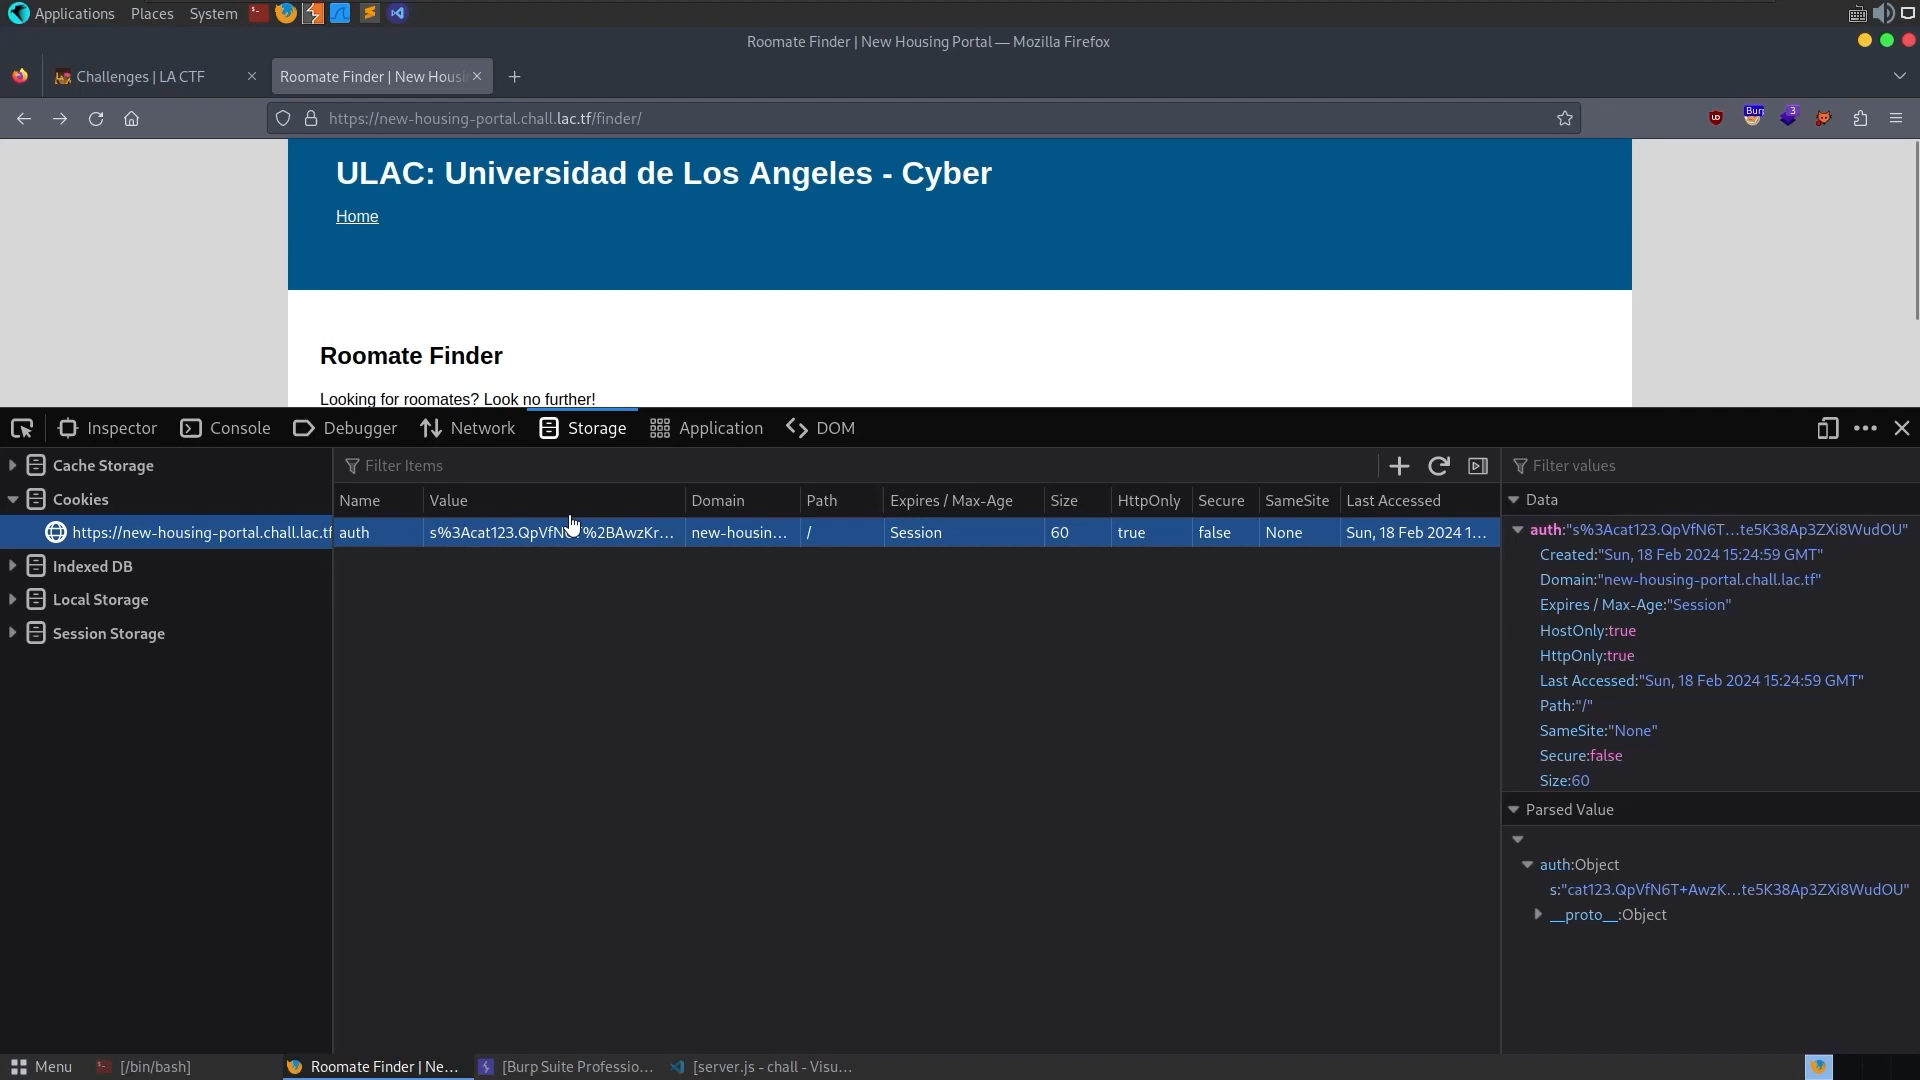 Applications Places System
Roomate Finder | New Housing Portal — Mozilla Firefox
Challenges | LA CTF
Roomate Finder | New Housi
https://new-housing-portal.chall.lac.tf/finder/
Bun
3
ULAC: Universidad de Los Angeles - Cyber
Home
Roomate Finder
Looking for roomates? Look no further!
Inspector Console Debugger Network Storage Application DOM
Cache Storage
Cookies
https://new-housing-portal.chall.lac.tf
Indexed DB
Local Storage
Session Storage
Filter Items
Name Value Domain Path Expires / Max-Age Size HttpOnly Secure SameSite Last Accessed
auth s%3Acat123.QpVfN6T%2BAwzKr... new-housin... / Session 60 true false None Sun, 18 Feb 2024 1...
Filter values
Data
auth:"s%3Acat123.QpVfN6T...te5K38Ap3ZXi8WudOU"
Created:"Sun, 18 Feb 2024 15:24:59 GMT"
Domain:"new-housing-portal.chall.lac.tf"
Expires / Max-Age:"Session"
HostOnly:true
HttpOnly:true
Last Accessed:"Sun, 18 Feb 2024 15:24:59 GMT"
Path:"/"
SameSite:"None"
Secure:false
Size:60
Parsed Value
auth:Object
s:"cat123.QpVfN6T+AwzK...te5K38Ap3ZXi8WudOU"
__proto__:Object
Menu [/bin/bash] Roomate Finder | Ne... [Burp Suite Professio... [server.js - chall - Visu...